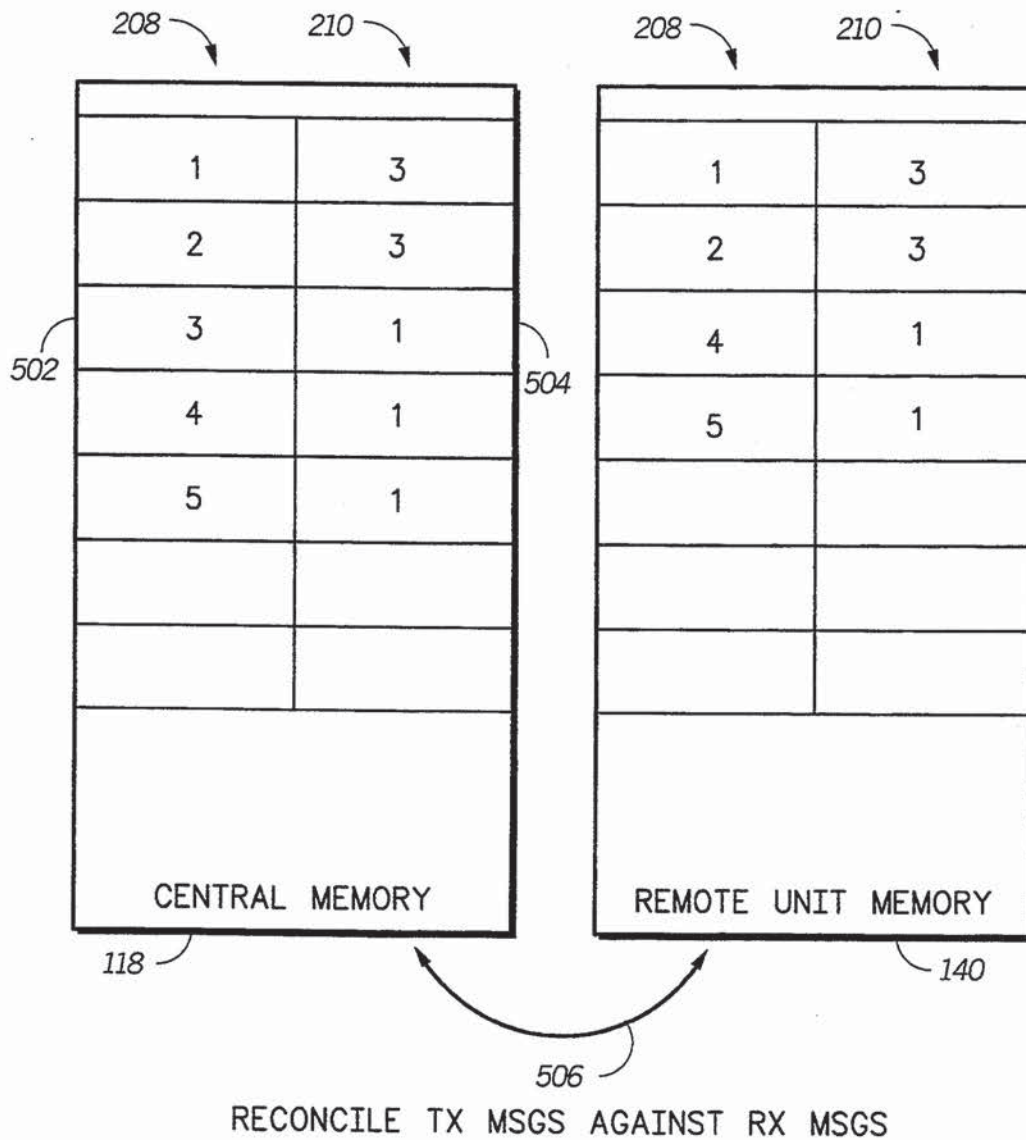 208 210 208 210
1 3 1 3
2 3 2 3
3 1 4 1
502 504
4 1 5 1
5 1
CENTRAL MEMORY REMOTE UNIT MEMORY
118 140
506
RECONCILE TX MSGS AGAINST RX MSGS